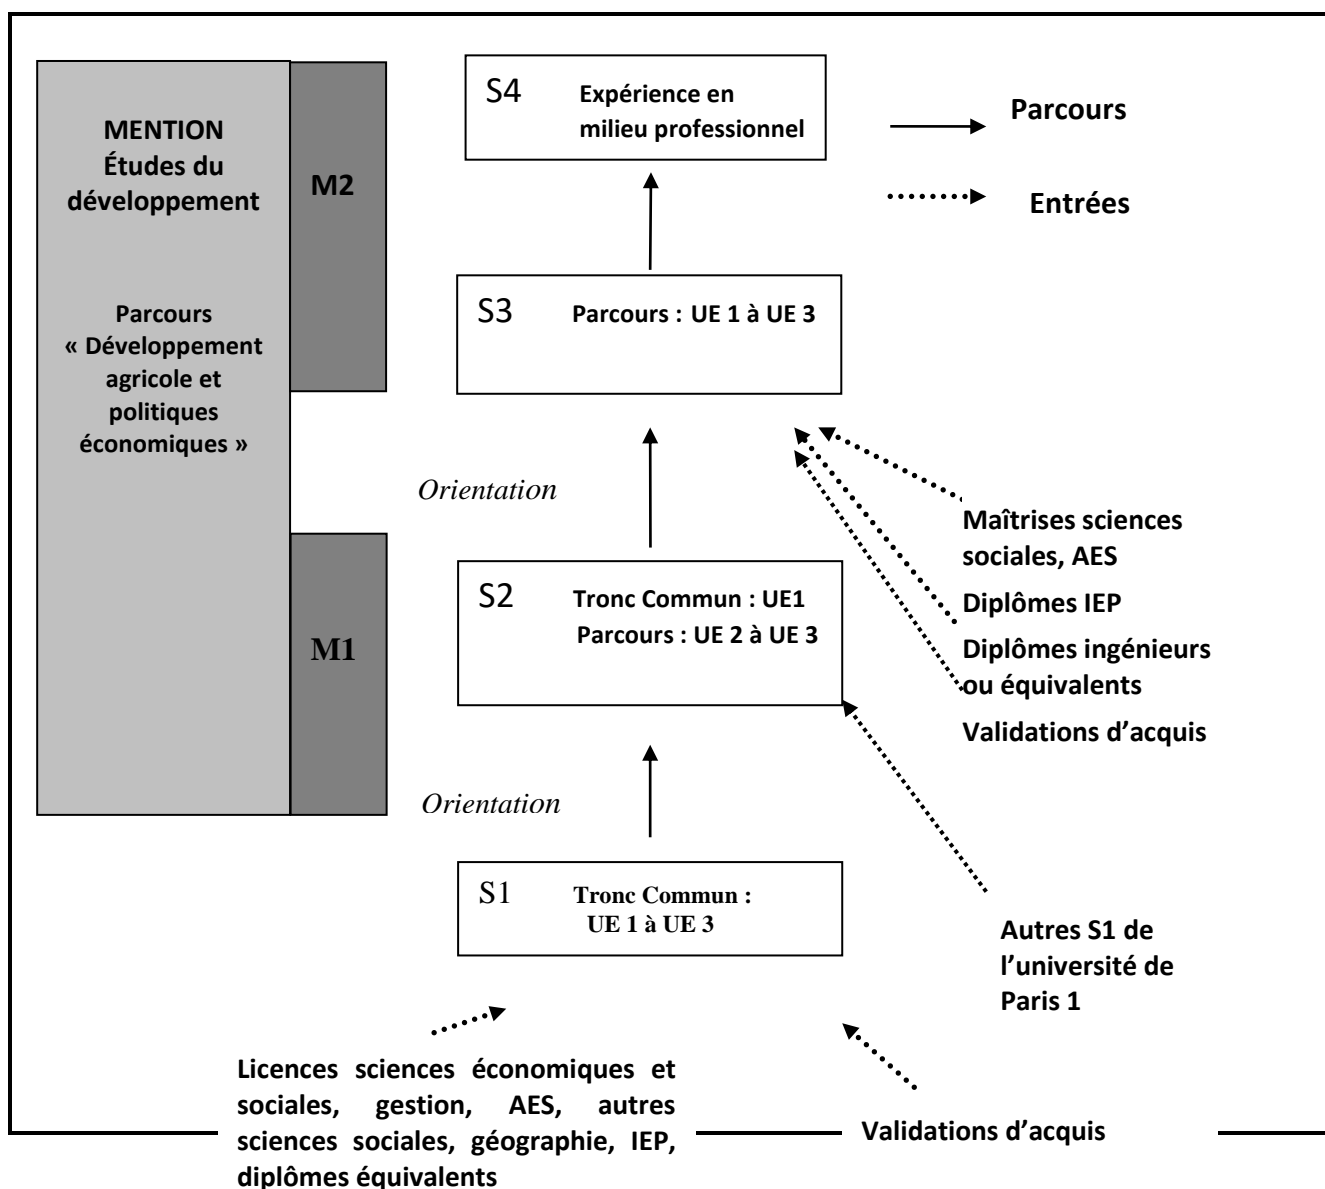 MENTION
Études du
développement
Parcours
« Développement
agricole et
politiques
économiques »
M2
M1
S4 Expérience en
milieu professionnel
Parcours
Entrées
S3 Parcours : UE 1 à UE 3
Orientation
Maîtrises sciences
sociales, AES
Diplômes IEP
Diplômes ingénieurs
ou équivalents
Validations d’acquis
S2 Tronc Commun : UE1
Parcours : UE 2 à UE 3
Orientation
S1 Tronc Commun :
UE 1 à UE 3
Autres S1 de
l’université de
Paris 1
Licences sciences économiques et
sociales, gestion, AES, autres
sciences sociales, géographie, IEP,
diplômes équivalents
Validations d’acquis